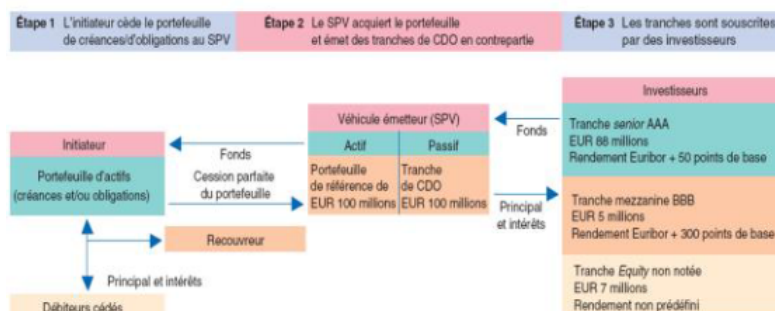 Étape 1 L'initiateur cède le portefeuille
de créances/d'obligations au SPV
Étape 2 Le SPV acquiert le portefeuille
et émet des tranches de CDO en contrepartie
Étape 3 Les tranches sont souscrites
par des investisseurs
Initiateur
Portefeuille d'actifs
(créances et/ou obligations)
Fonds
Cession parfaite
du portefeuille
Recouvreur
Principal et intérêts
Débiteurs cédés
Véhicule émetteur (SPV)
Actif
Passif
Portefeuille
de référence de
EUR 100 millions
Tranche
de CDO
EUR 100 millions
Fonds
Principal
et intérêts
Investisseurs
Tranche senior AAA
EUR 88 millions
Rendement Euribor + 50 points de base
Tranche mezzanine BBB
EUR 5 millions
Rendement Euribor + 300 points de base
Tranche Equity non notée
EUR 7 millions
Rendement non prédéfini